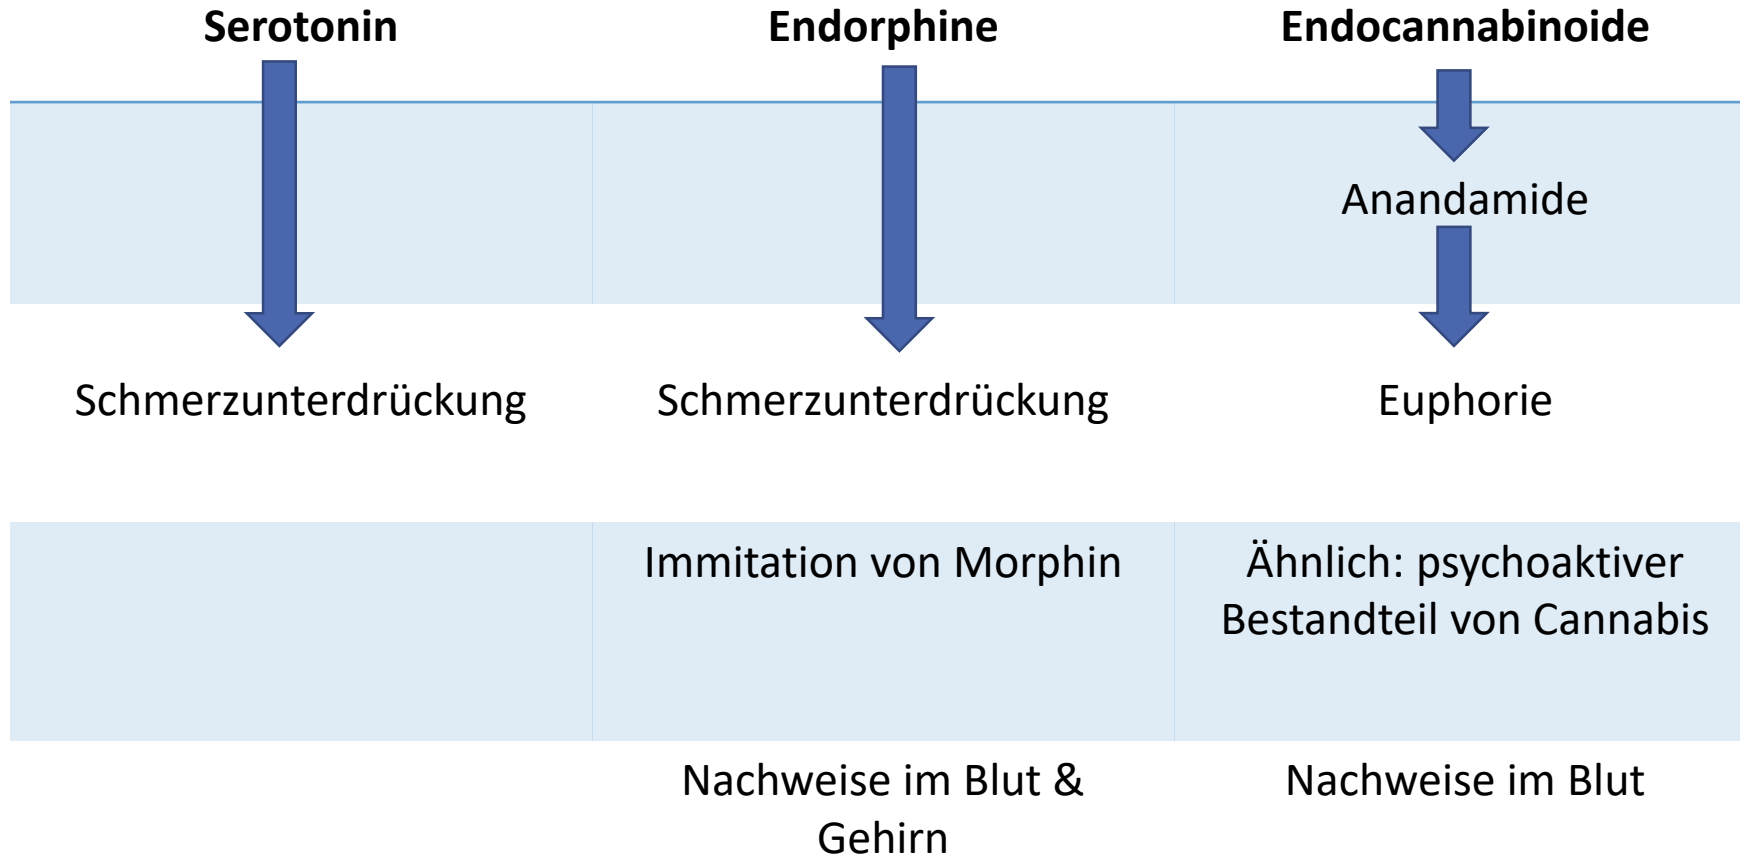 Serotonin
Endorphine
Endocannabinoide
Anandamide
Schmerzunterdrückung
Schmerzunterdrückung
Euphorie
Immitation von Morphin
Ähnlich: psychoaktiver
Bestandteil von Cannabis
Nachweise im Blut &
Gehirn
Nachweise im Blut